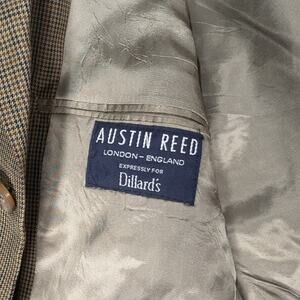 AUSTIN REED
LONDON - ENGLAND
EXPRESSLY FOR
Dillard's